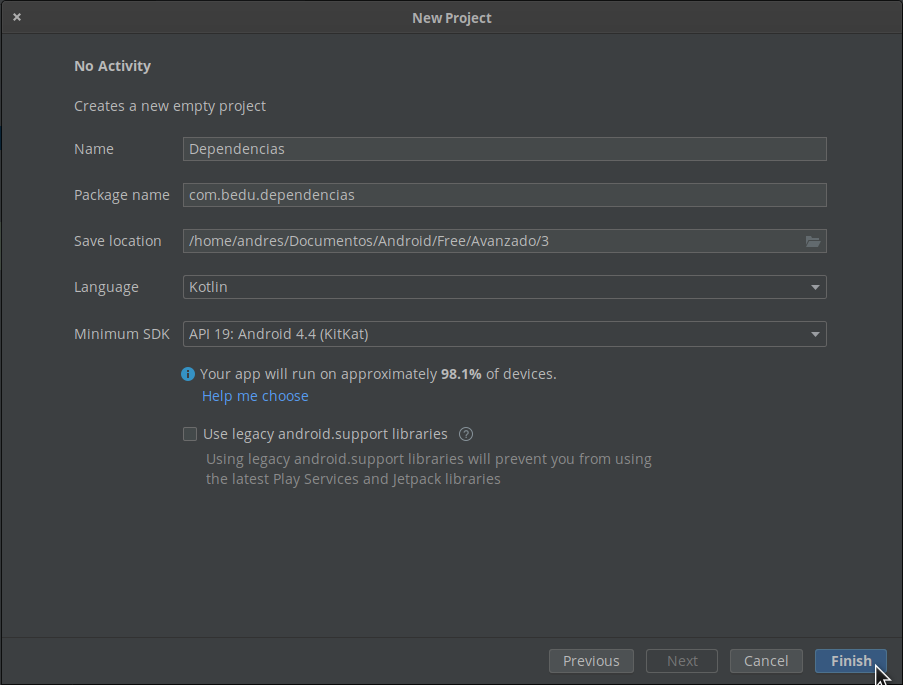 New Project
No Activity
Creates a new empty project
Name Dependencias
Package name com.bedu.dependencias
Save location /home/andres/Documentos/Android/Free/Avanzado/3
Language Kotlin
Minimum SDK API 19: Android 4.4 (KitKat)
Your app will run on approximately 98.1% of devices.
Help me choose
Use legacy android.support libraries
Using legacy android.support libraries will prevent you from using
the latest Play Services and Jetpack libraries
Previous Next Cancel Finish